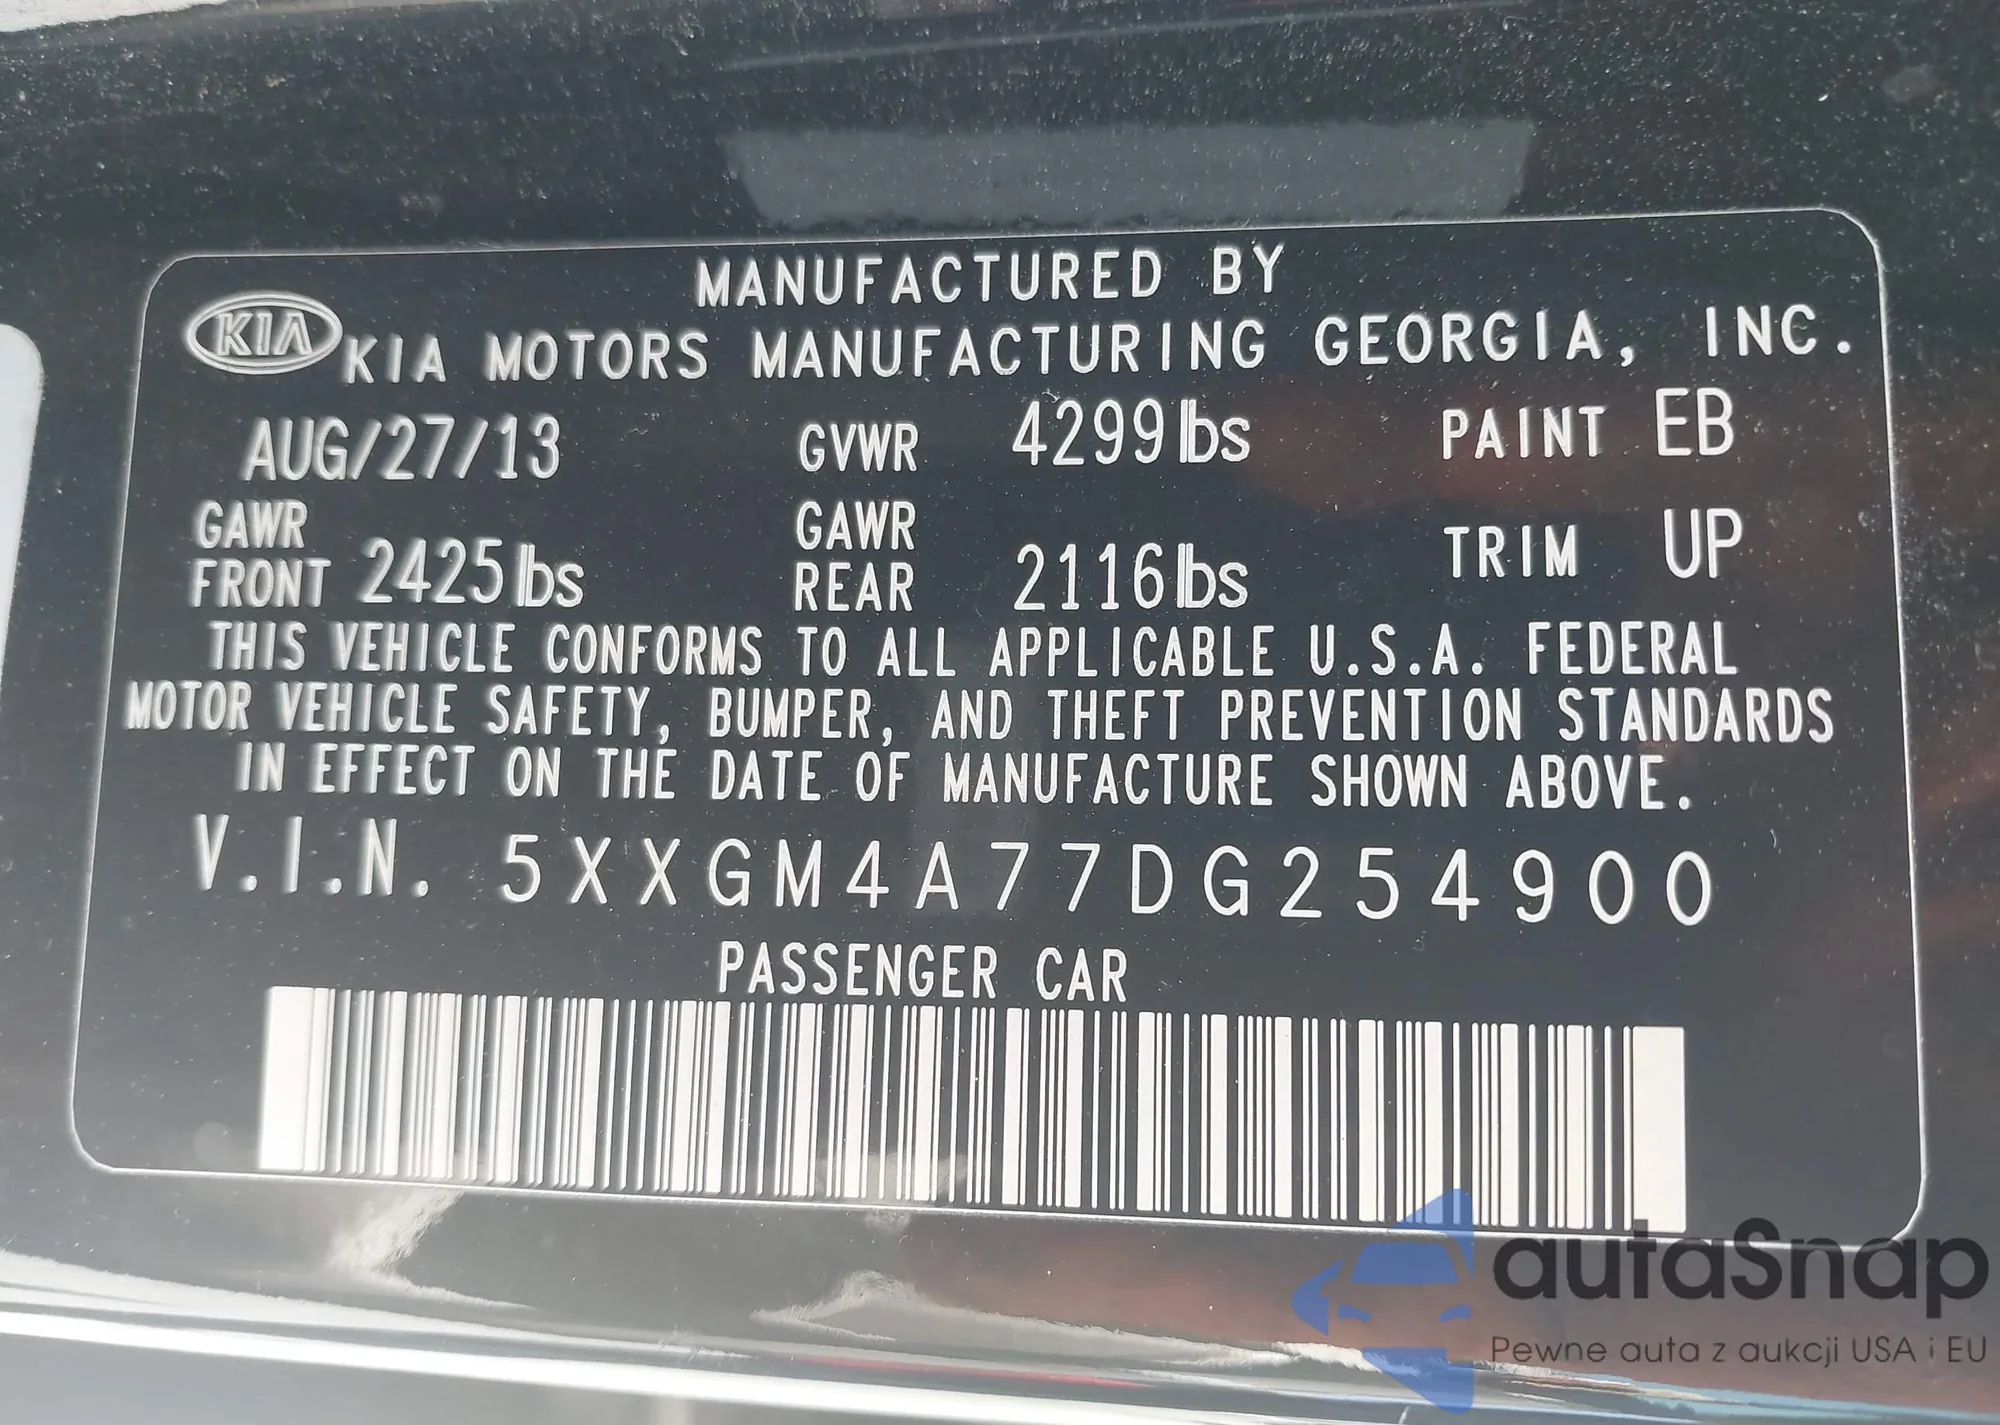 MANUFACTURED BY
KIA KIA MOTORS MANUFACTURING GEORGIA, INC.
AUG/27/13 GVWR 4299lbs PAINT EB
GAWR FRONT 2425lbs GAWR REAR 2116lbs TRIM UP
THIS VEHICLE CONFORMS TO ALL APPLICABLE U.S.A. FEDERAL
MOTOR VEHICLE SAFETY, BUMPER, AND THEFT PREVENTION STANDARDS
IN EFFECT ON THE DATE OF MANUFACTURE SHOWN ABOVE.
V.I.N. 5XXGM4A77DG254900
PASSENGER CAR
autaSnap
Pewne auta z aukcji USA i EU